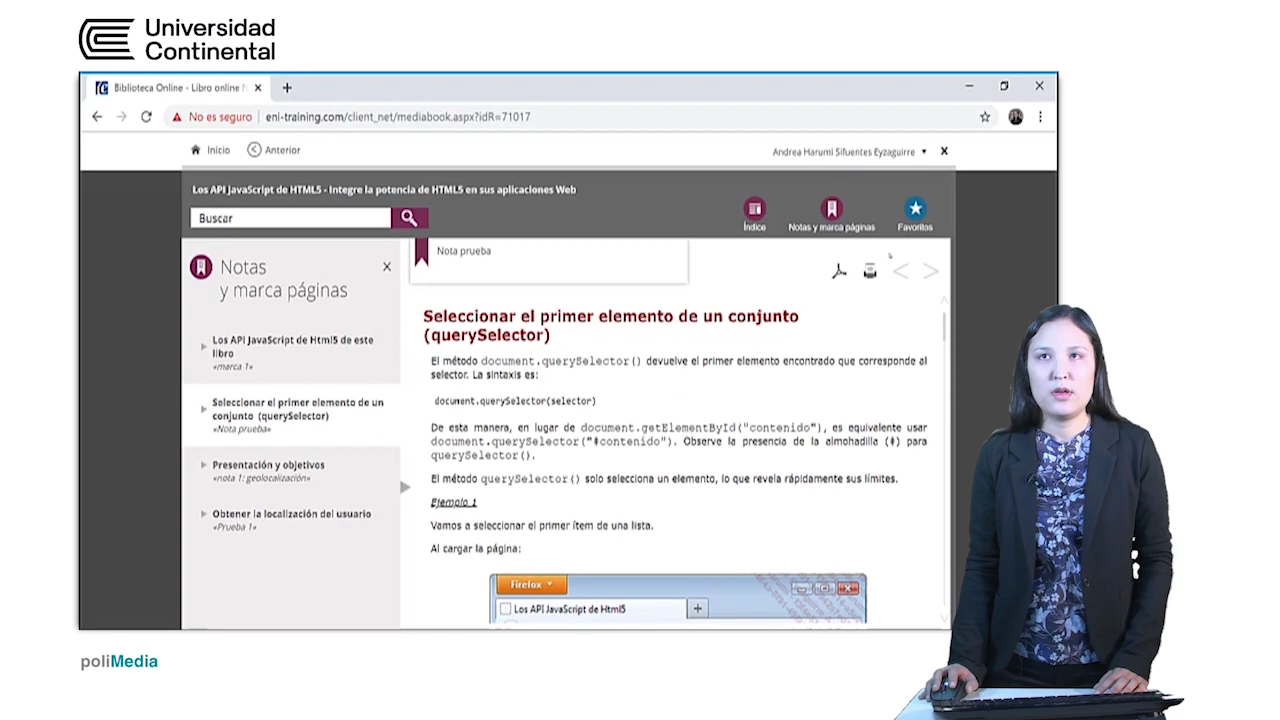 Universidad
Continental
Biblioteca Online - Libro online
No es seguro
eni-training.com/client_net/mediabook.aspx?idR=71017
Inicio
Anterior
Andrea Harumi Sifuentes Eyzaguirre
Los API JavaScript de HTML5 - Integre la potencia de HTML5 en sus aplicaciones Web
Buscar
Índice
Notas y marca páginas
Favoritos
Notas
y marca páginas
Los API JavaScript de Html5 de este
libro
«marca 1»
Seleccionar el primer elemento de un
conjunto (querySelector)
«Nota prueba»
Presentación y objetivos
«nota 1: geolocalización»
Obtener la localización del usuario
«Prueba 1»
Nota prueba
Seleccionar el primer elemento de un conjunto
(querySelector)
El método document.querySelector() devuelve el primer elemento encontrado que corresponde al
selector. La sintaxis es:
document.querySelector(selector)
De esta manera, en lugar de document.getElementById("contenido"), es equivalente usar
document.querySelector("#contenido"). Observe la presencia de la almohadilla (#) para
querySelector().
El método querySelector() solo selecciona un elemento, lo que revela rápidamente sus límites.
Ejemplo 1
Vamos a seleccionar el primer ítem de una lista.
Al cargar la página:
Firefox
Los API JavaScript de Html5
poliMedia